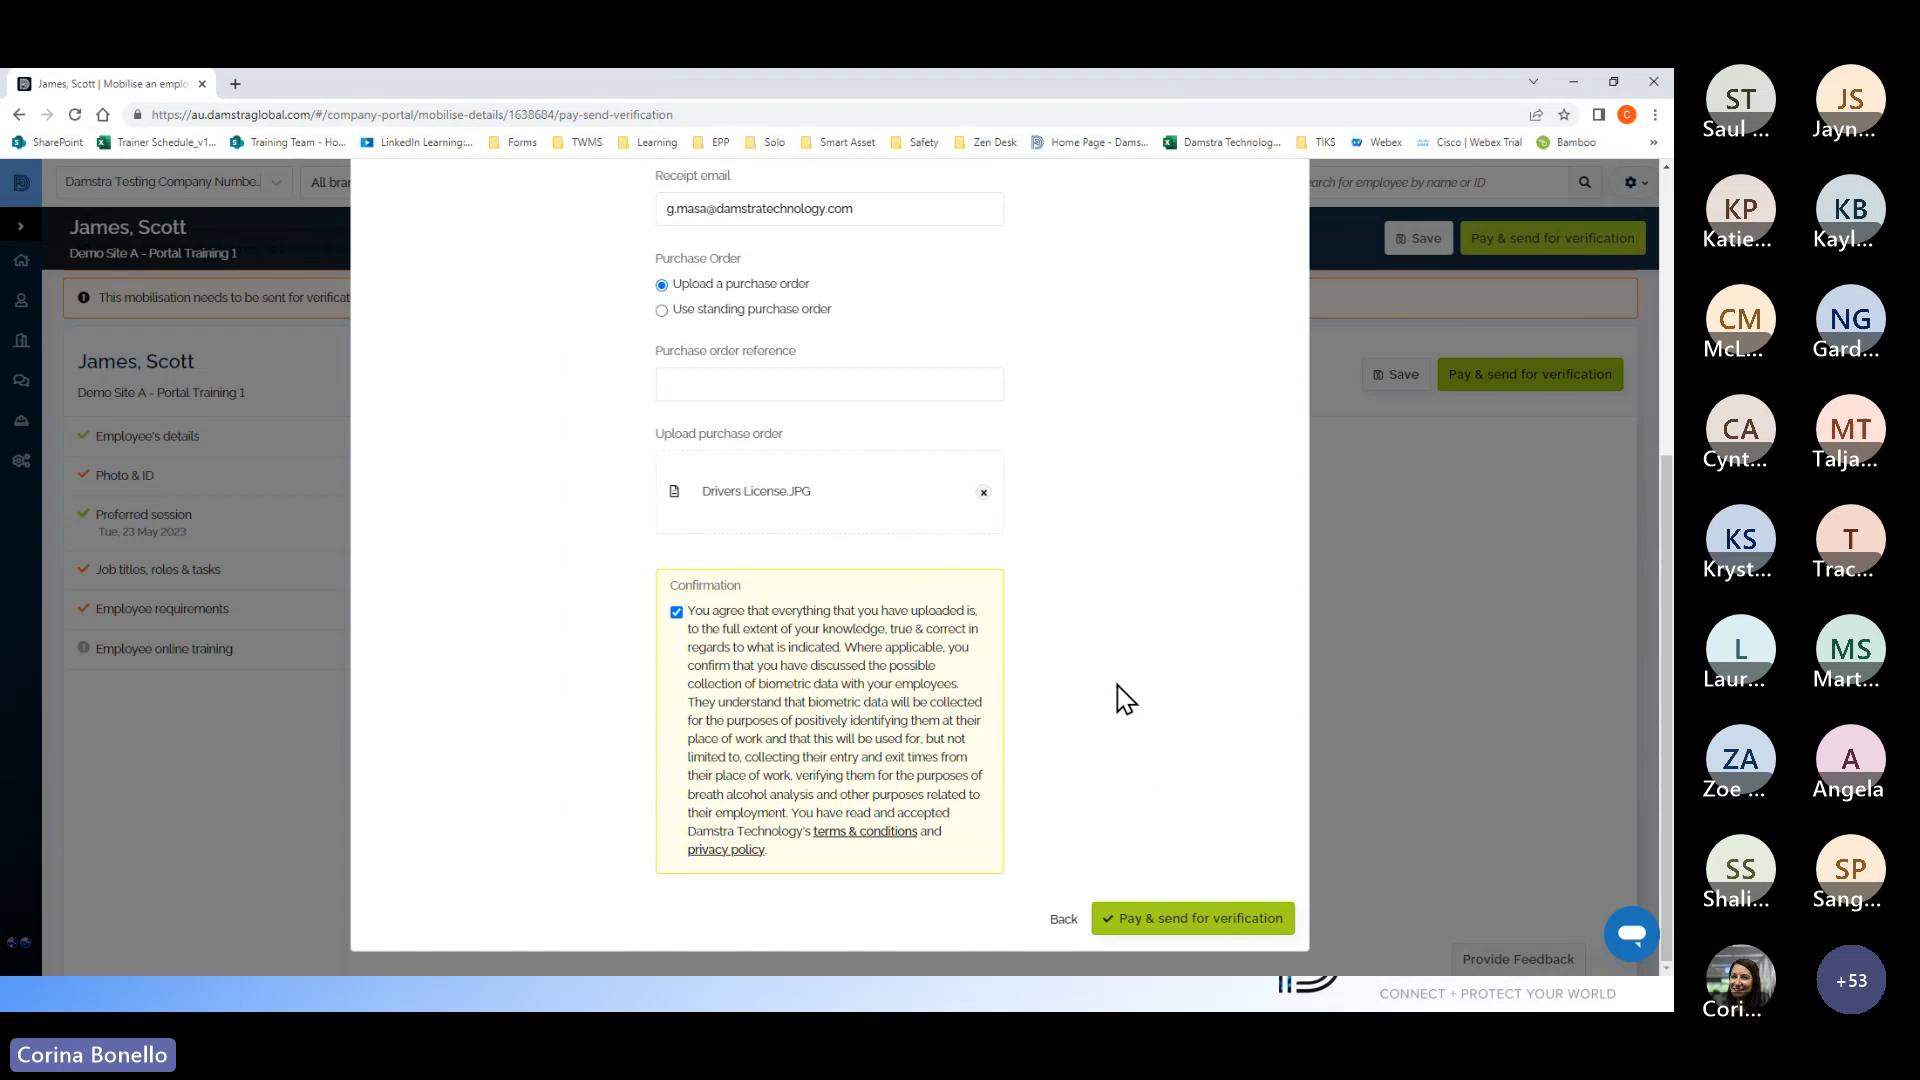 James, Scott | Mobilise an emplo
https://au.damstraglobal.com/#/company-portal/mobilise-details/1638684/pay-send-verification
SharePoint
Trainer Schedule_v1...
Training Team - Ho...
LinkedIn Learning:...
Forms
TWMS
Learning
EPP
Solo
Smart Asset
Safety
Zen Desk
Home Page - Dams...
Damstra Technolog...
TIKS
Webex
Cisco | Webex Trial
Bamboo
Damstra Testing Company Numbe..
All bran
arch for employee by name or ID
James, Scott
Demo Site A - Portal Training 1
Save
Pay & send for verification
This mobilisation needs to be sent for verificat
James, Scott
Demo Site A - Portal Training 1
Save
Pay & send for verification
Employee's details
Photo & ID
Preferred session
Tue, 23 May 2023
Job titles, roles & tasks
Employee requirements
Employee online training
Receipt email
g.masa@damstratechnology.com
Purchase Order
Upload a purchase order
Use standing purchase order
Purchase order reference
Upload purchase order
Drivers License.JPG
Confirmation
You agree that everything that you have uploaded is,
to the full extent of your knowledge, true & correct in
regards to what is indicated. Where applicable, you
confirm that you have discussed the possible
collection of biometric data with your employees.
They understand that biometric data will be collected
for the purposes of positively identifying them at their
place of work and that this will be used for, but not
limited to, collecting their entry and exit times from
their place of work, verifying them for the purposes of
breath alcohol analysis and other purposes related to
their employment. You have read and accepted
Damstra Technology's terms & conditions and
privacy policy.
Back
Pay & send for verification
Provide Feedback
CONNECT + PROTECT YOUR WORLD
Corina Bonello
C
ST
Saul ...
JS
Jayn...
KP
Katie...
KB
Kayl...
CM
McL...
NG
Gard...
CA
Cynt...
MT
Talja...
KS
Kryst...
T
Trac...
L
Laur...
MS
Mart...
ZA
Zoe ...
A
Angela
SS
Shali...
SP
Sang...
Cori...
+53